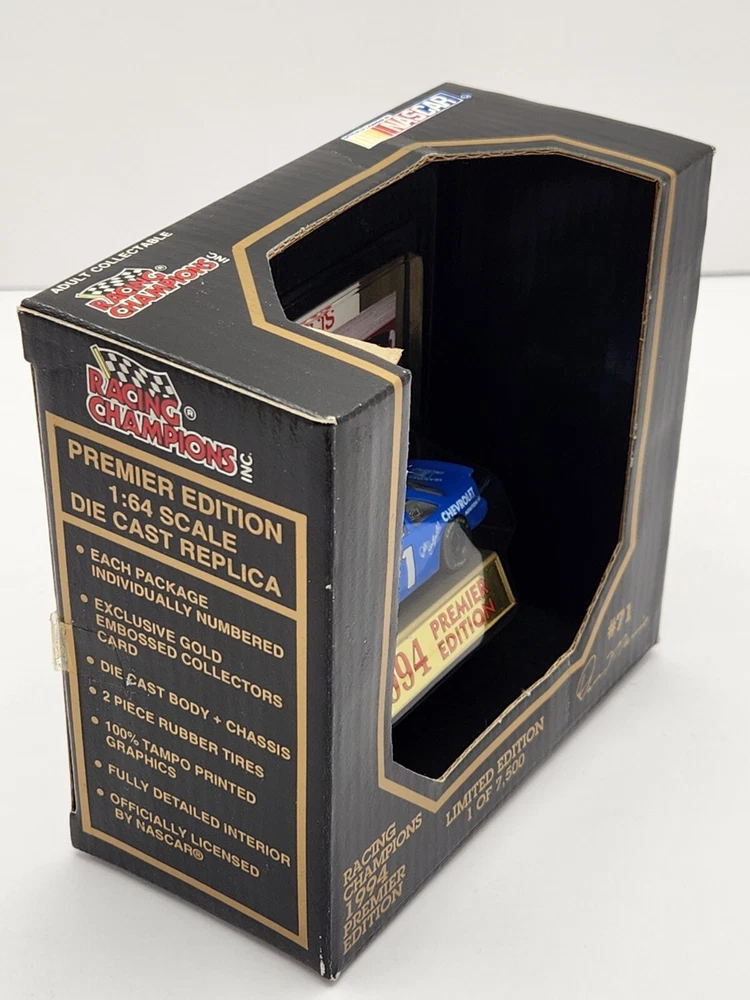 NASCAR
ADULT COLLECTABLE
RACING
CHAMPIONS INC.
RACING
CHAMPIONS INC.
PREMIER EDITION
1:64 SCALE
DIE CAST REPLICA
• EACH PACKAGE
INDIVIDUALLY NUMBERED
• EXCLUSIVE GOLD
EMBOSSED COLLECTORS
CARD
• DIE CAST BODY + CHASSIS
• 2 PIECE RUBBER TIRES
• 100% TAMPO PRINTED
GRAPHICS
• FULLY DETAILED INTERIOR
• OFFICIALLY LICENSED
BY NASCAR®
CHEVROLET
1
994 PREMIER
EDITION
#71
LIMITED EDITION
1 OF 7,500
RACING
CHAMPIONS
1994
PREMIER
EDITION